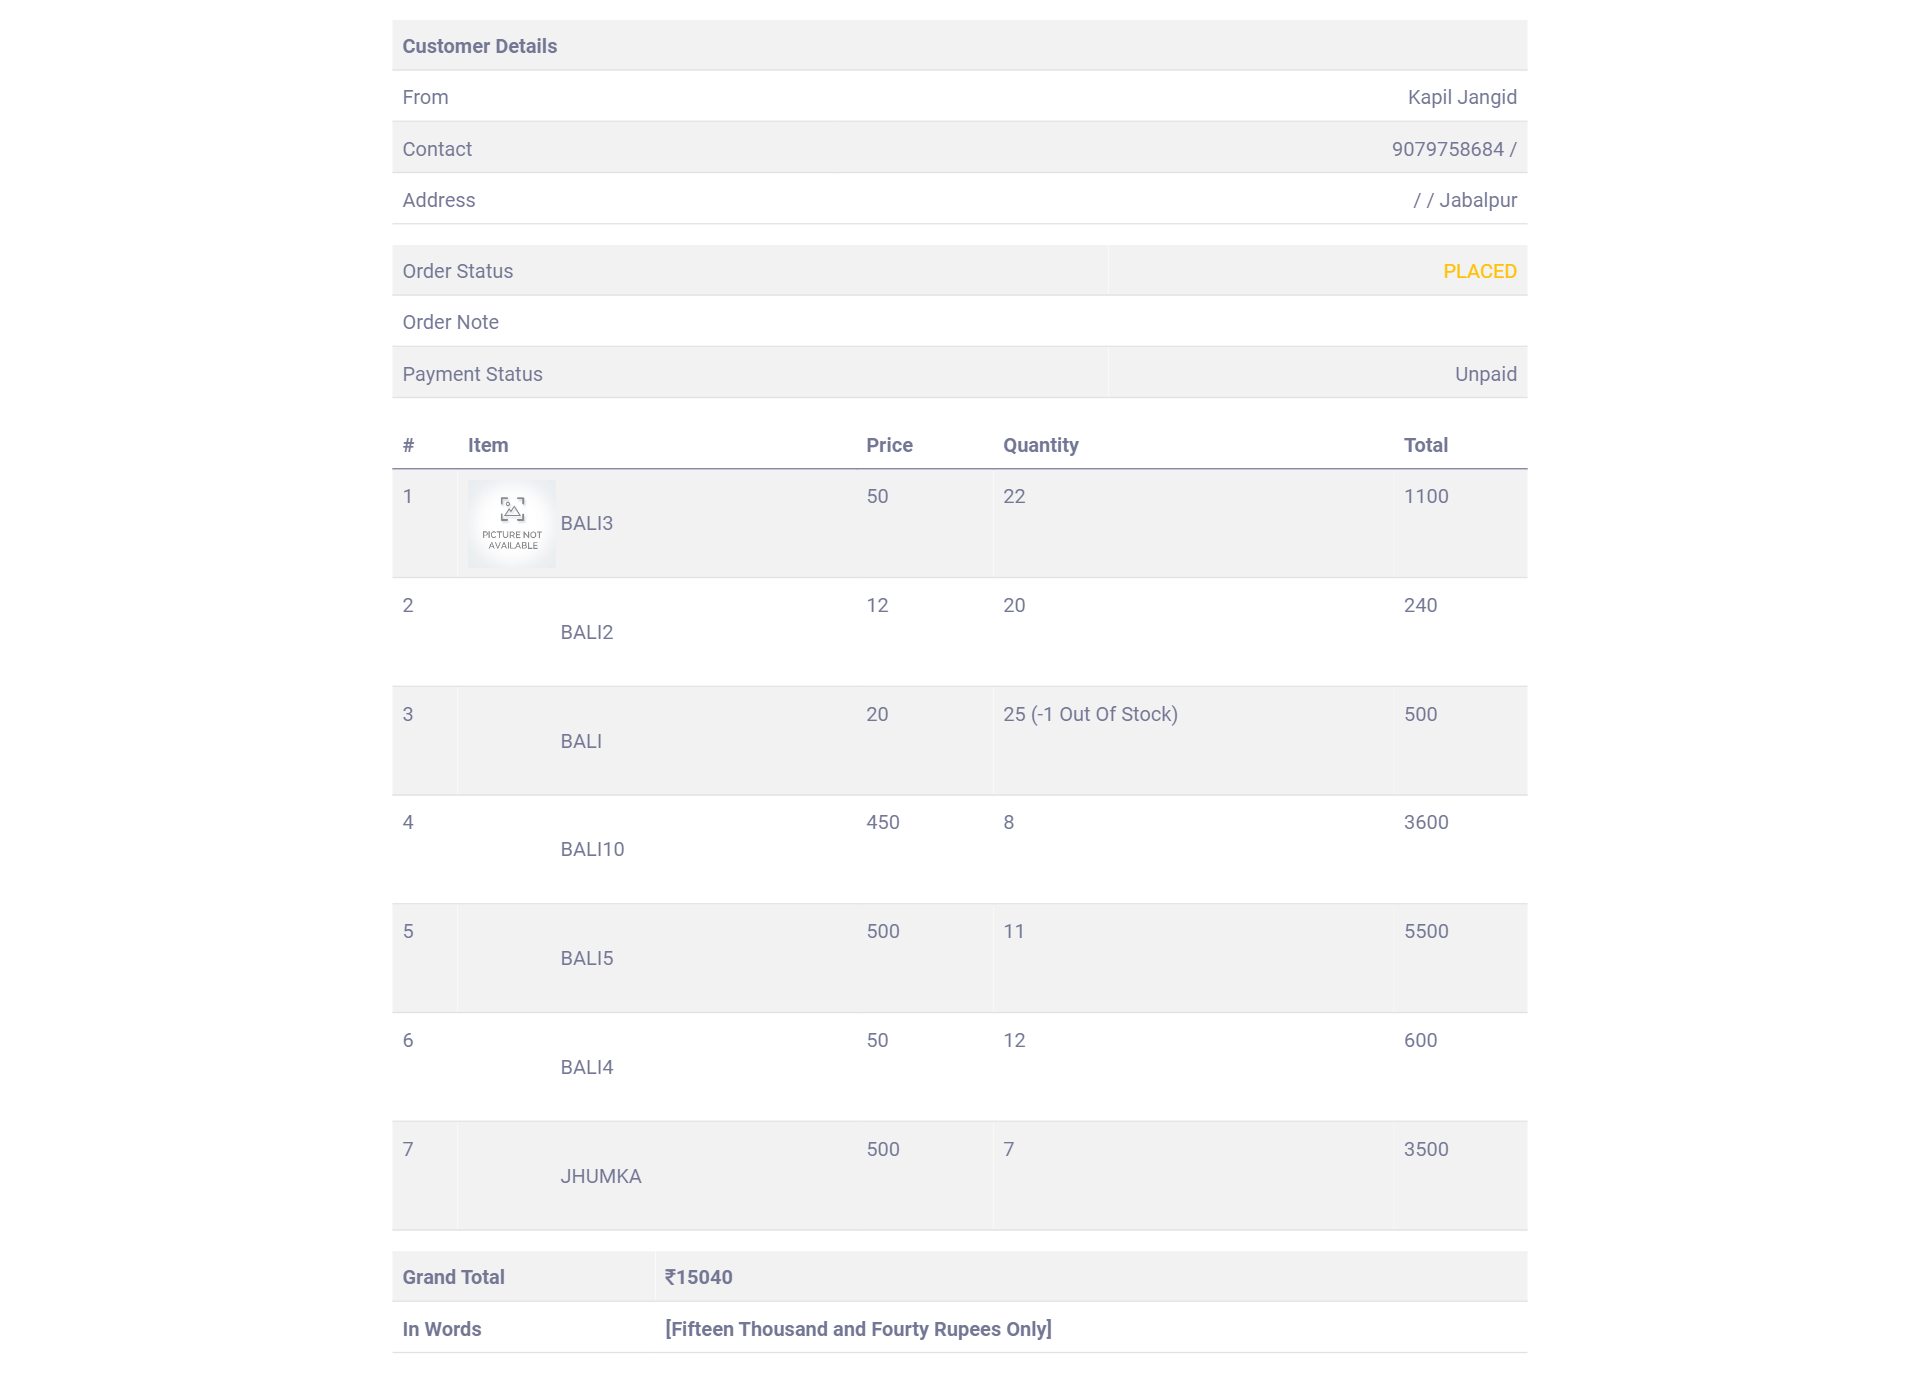 Customer Details
From Kapil Jangid
Contact 9079758684 /
Address / / Jabalpur
Order Status PLACED
Order Note
Payment Status Unpaid
# Item Price Quantity Total
1 50 22 1100
PICTURE NOT AVAILABLE
BALI3
2 12 20 240
BALI2
3 20 25 (-1 Out Of Stock) 500
BALI
4 450 8 3600
BALI10
5 500 11 5500
BALI5
6 50 12 600
BALI4
7 500 7 3500
JHUMKA
Grand Total ₹15040
In Words [Fifteen Thousand and Fourty Rupees Only]